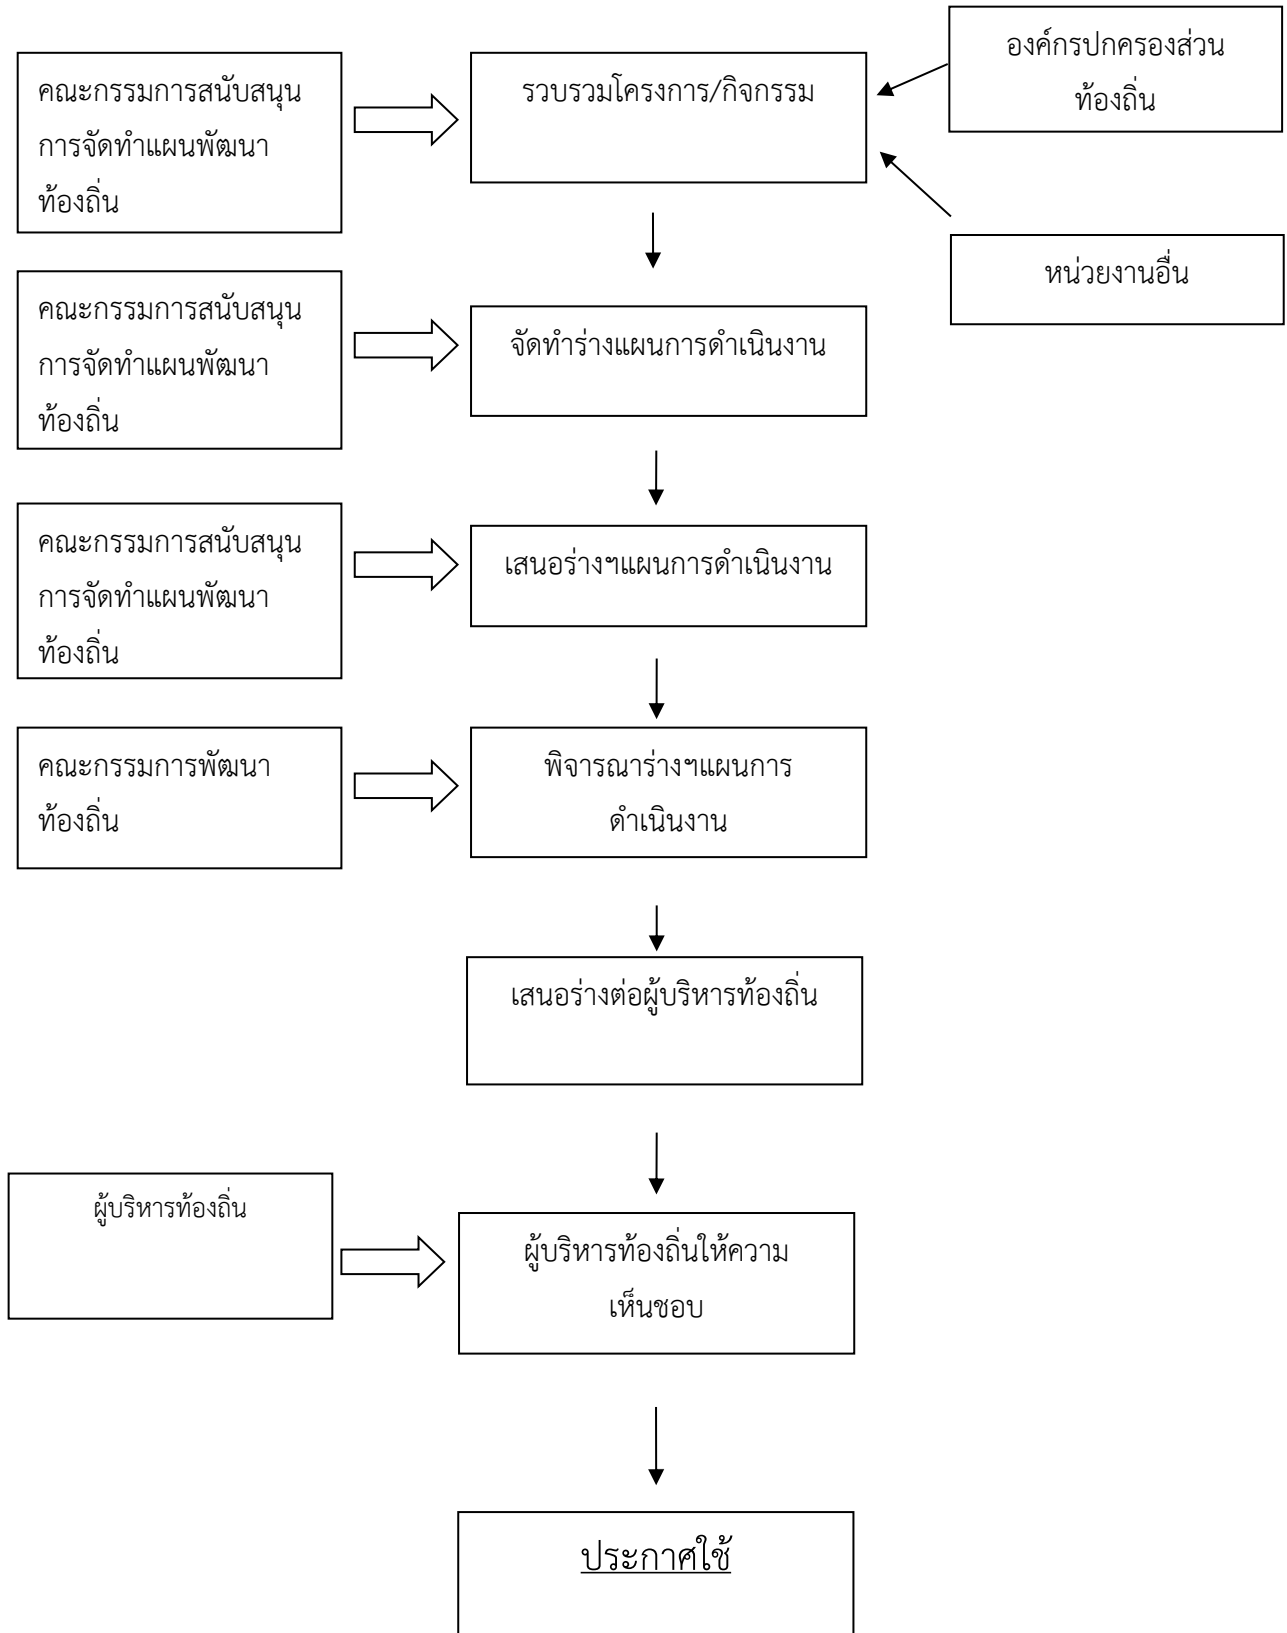 องค์กรปกครองส่วน
ท้องถิ่น
คณะกรรมการสนับสนุน
การจัดทำแผนพัฒนา
ท้องถิ่น
รวบรวมโครงการ/กิจกรรม
หน่วยงานอื่น
คณะกรรมการสนับสนุน
การจัดทำแผนพัฒนา
ท้องถิ่น
จัดทำร่างแผนการดำเนินงาน
คณะกรรมการสนับสนุน
การจัดทำแผนพัฒนา
ท้องถิ่น
เสนอร่างฯแผนการดำเนินงาน
คณะกรรมการพัฒนา
ท้องถิ่น
พิจารณาร่างฯแผนการ
ดำเนินงาน
เสนอร่างต่อผู้บริหารท้องถิ่น
ผู้บริหารท้องถิ่น
ผู้บริหารท้องถิ่นให้ความ
เห็นชอบ
ประกาศใช้